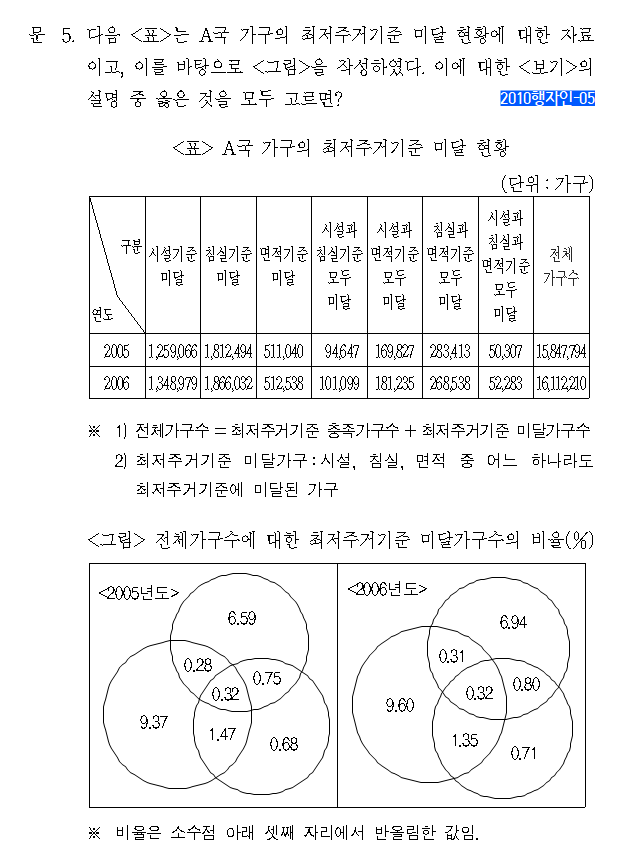 문 5. 다음 <표>는 A국 가구의 최저주거기준 미달 현황에 대한 자료
이고, 이를 바탕으로 <그림>을 작성하였다. 이에 대한 <보기>의
설명 중 옳은 것을 모두 고르면?
2010행자인-05
<표> A국 가구의 최저주거기준 미달 현황
(단위 : 가구)
구분
연도
시설기준
미달
침실기준
미달
면적기준
미달
시설과
침실기준
모두
미달
시설과
면적기준
모두
미달
침실과
면적기준
모두
미달
시설과
침실과
면적기준
모두
미달
전체
가구수
2005 1,259,066 1,812,494 511,040 94,647 169,827 283,413 50,307 15,847,794
2006 1,348,979 1,866,032 512,538 101,099 181,235 268,538 52,283 16,112,210
※ 1) 전체가구수 = 최저주거기준 충족가구수 + 최저주거기준 미달가구수
2) 최저주거기준 미달가구 : 시설, 침실, 면적 중 어느 하나라도
최저주거기준에 미달된 가구
<그림> 전체가구수에 대한 최저주거기준 미달가구수의 비율(%)
<2005년도>
6.59
0.28
0.32
0.75
9.37
1.47
0.68
<2006년도>
6.94
0.31
0.32
0.80
9.60
1.35
0.71
※ 비율은 소수점 아래 셋째 자리에서 반올림한 값임.